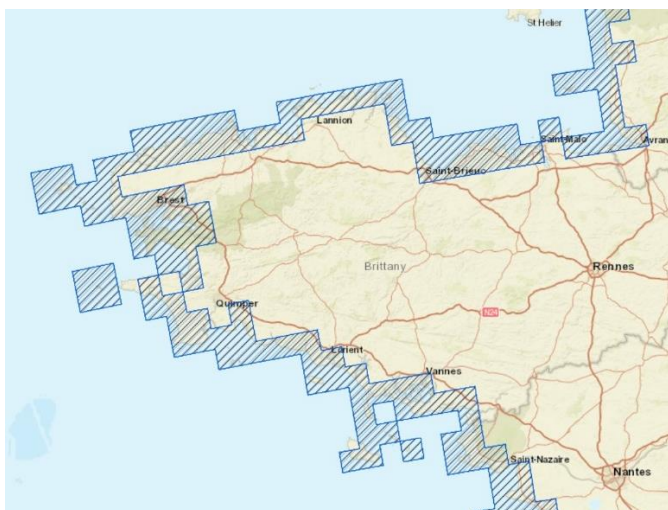 St Helier
Lannion
Saint-Malo
Avran
Saint-Brieuc
Brest
Brittany
Rennes
Quimper
N24
Lorient
Vannes
Saint-Nazaire
Nantes